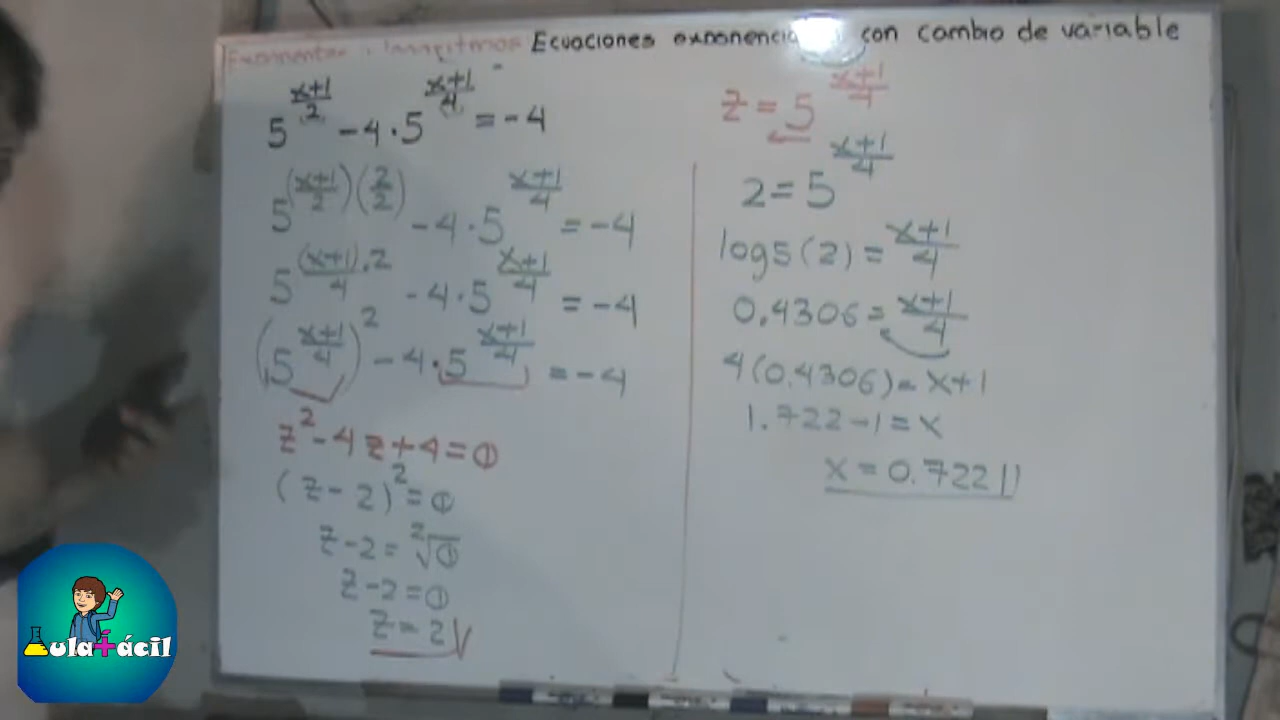 Exponentes y logaritmos Ecuaciones exponenciales con cambio de variable
5^((x+1)/2) - 4 · 5^((x+1)/4) = -4
5^(((x+1)/2)(2/2)) - 4 · 5^((x+1)/4) = -4
5^(((x+1)/4) · 2) - 4 · 5^((x+1)/4) = -4
(5^((x+1)/4))^2 - 4 · 5^((x+1)/4) = -4
z^2 - 4z + 4 = 0
(z - 2)^2 = 0
z - 2 = ²√0
z - 2 = 0
z = 2
z = 5^((x+1)/4)
2 = 5^((x+1)/4)
log5(2) = (x+1)/4
0.4306 = (x+1)/4
4(0.4306) = x+1
1.722 - 1 = x
x = 0.722
Aula Fácil